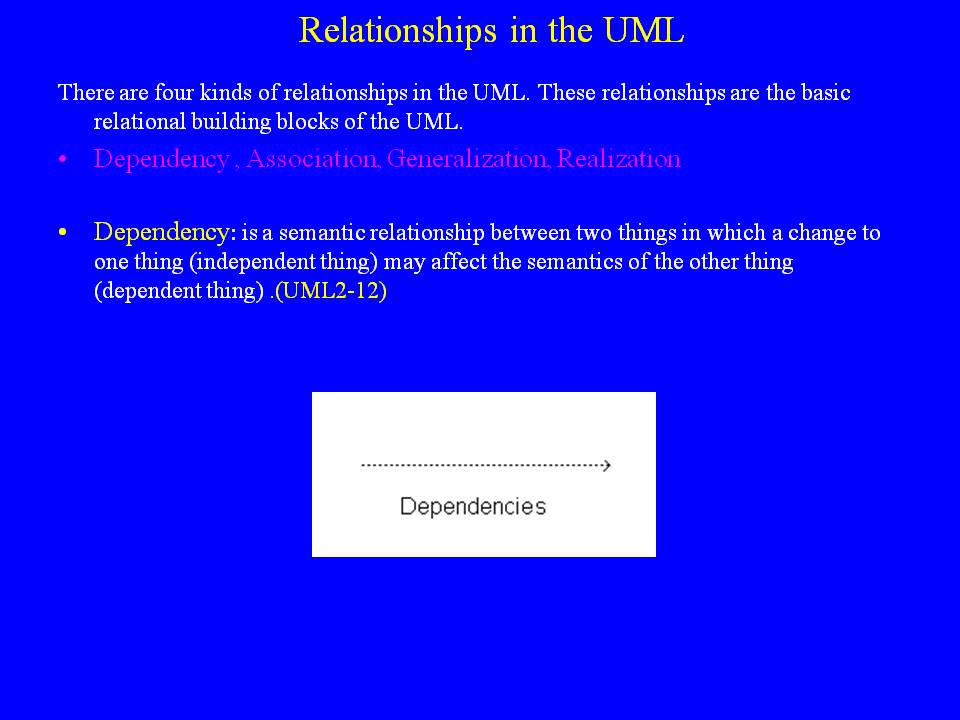 Relationships in the UML
There are four kinds of relationships in the UML. These relationships are the basic
relational building blocks of the UML.
• Dependency , Association, Generalization, Realization
• Dependency: is a semantic relationship between two things in which a change to
one thing (independent thing) may affect the semantics of the other thing
(dependent thing) .(UML2-12)
Dependencies